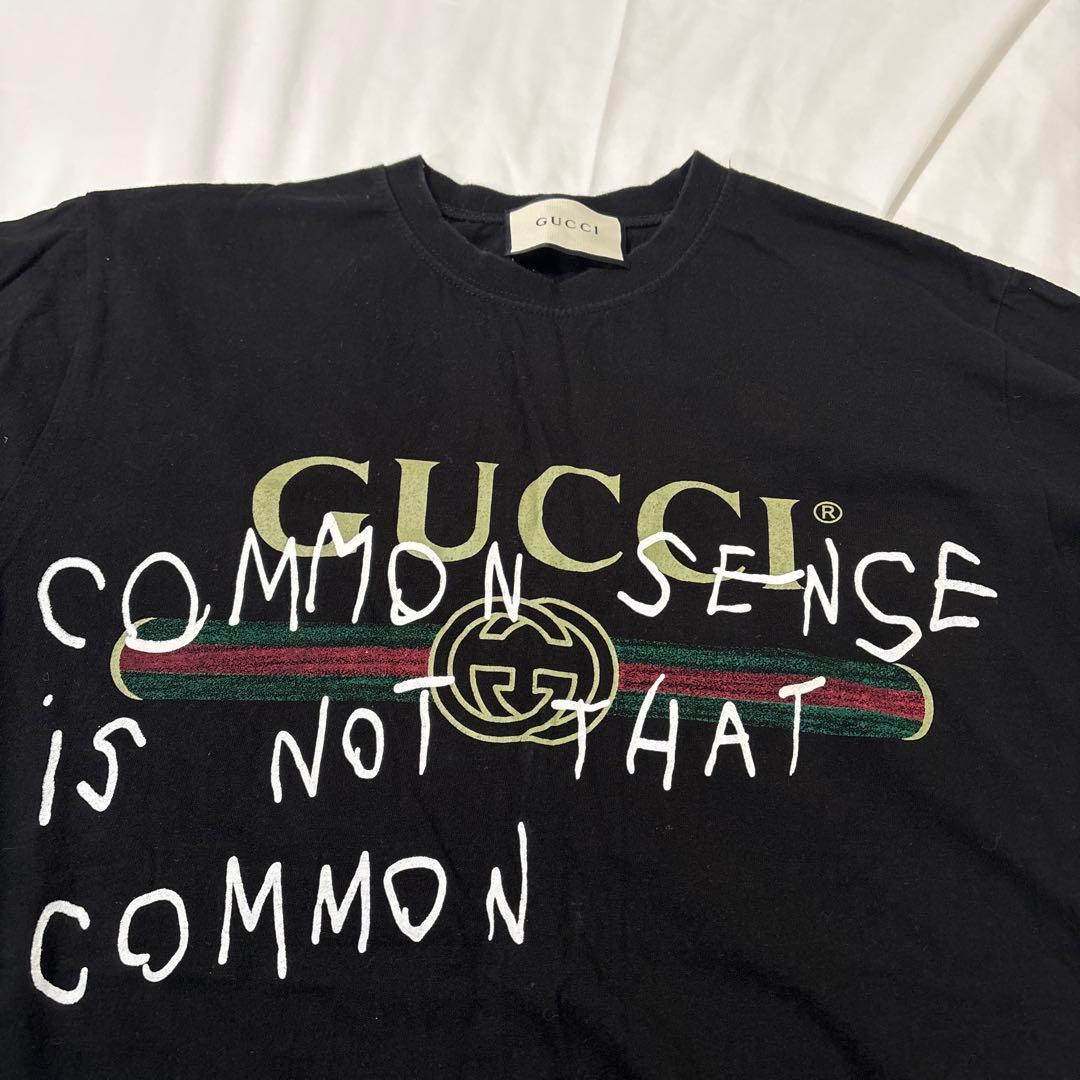 GUCCI
GUCCI®
COMMON SENSE
is NOT THAT
COMMON